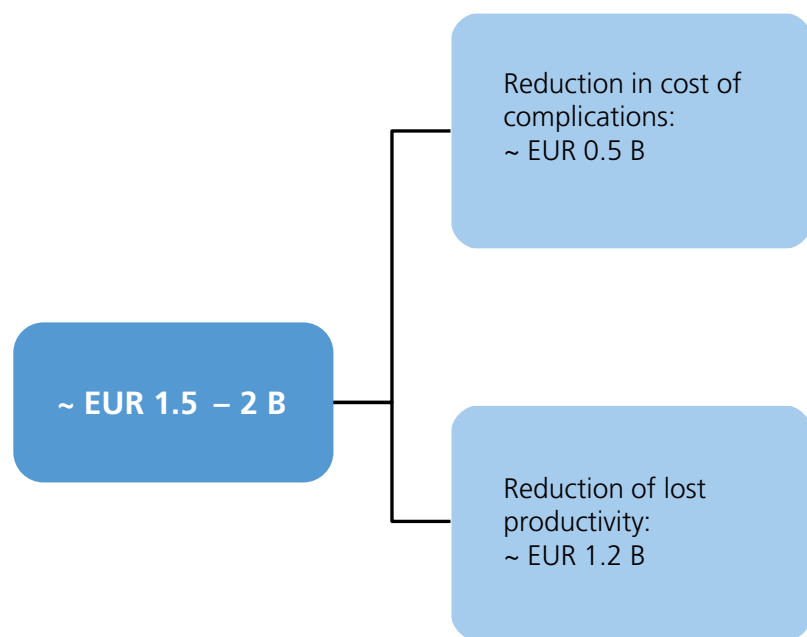 Reduction in cost of
complications:
~ EUR 0.5 B
~ EUR 1.5 – 2 B
Reduction of lost
productivity:
~ EUR 1.2 B